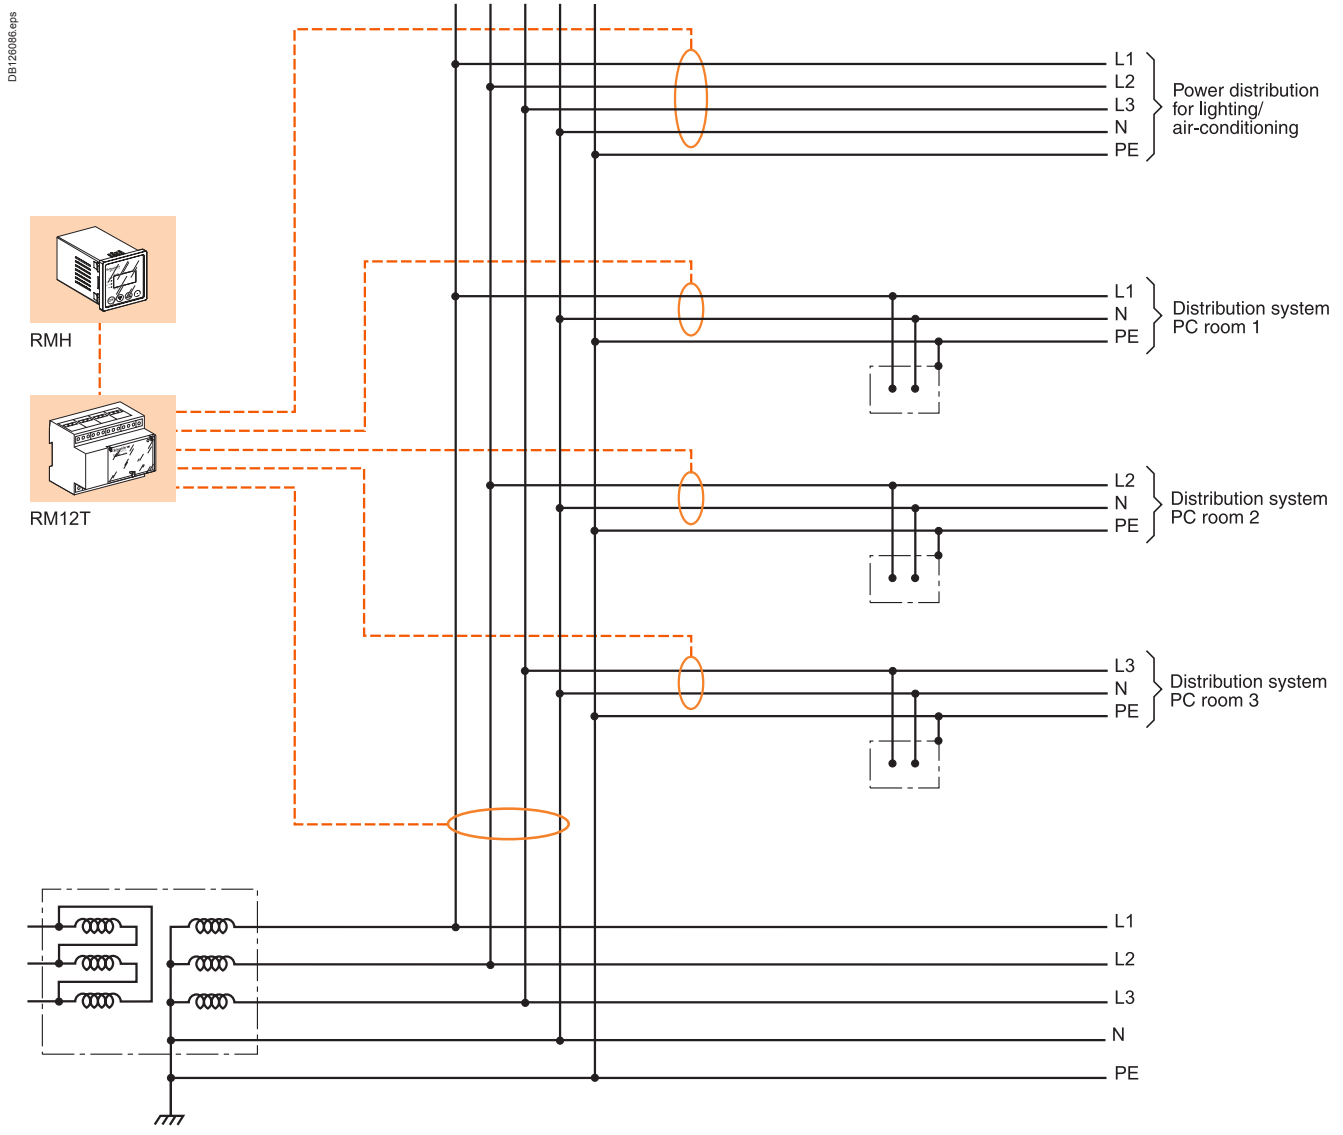 DB126086.eps
L1
L2
L3
N
PE
Power distribution
for lighting/
air-conditioning
RMH
L1
N
PE
Distribution system
PC room 1
RM12T
L2
N
PE
Distribution system
PC room 2
L3
N
PE
Distribution system
PC room 3
L1
L2
L3
N
PE